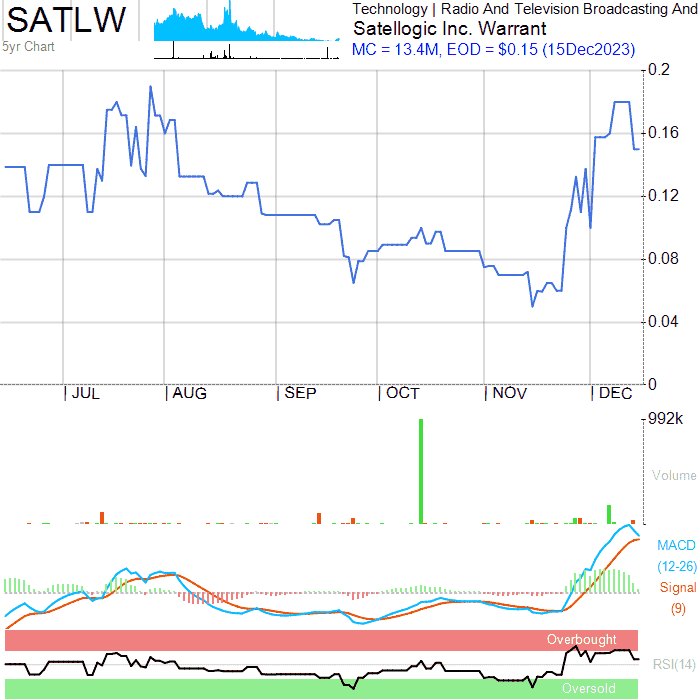 SATLW
5yr Chart
Technology | Radio And Television Broadcasting And
Satellogic Inc. Warrant
MC = 13.4M, EOD = $0.15 (15Dec2023)
0.2
0.16
0.12
0.08
0.04
0
| JUL | AUG | SEP | OCT | NOV | DEC
992k
Volume
MACD
(12-26)
Signal
(9)
Overbought
RSI(14)
Oversold